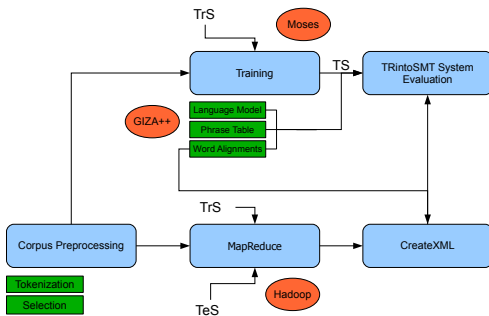 TrS
Moses
Training
TS
TRintoSMT System
Evaluation
Language Model
GIZA++
Phrase Table
Word Alignments
TrS
Corpus Preprocessing
MapReduce
CreateXML
Tokenization
Selection
Hadoop
TeS